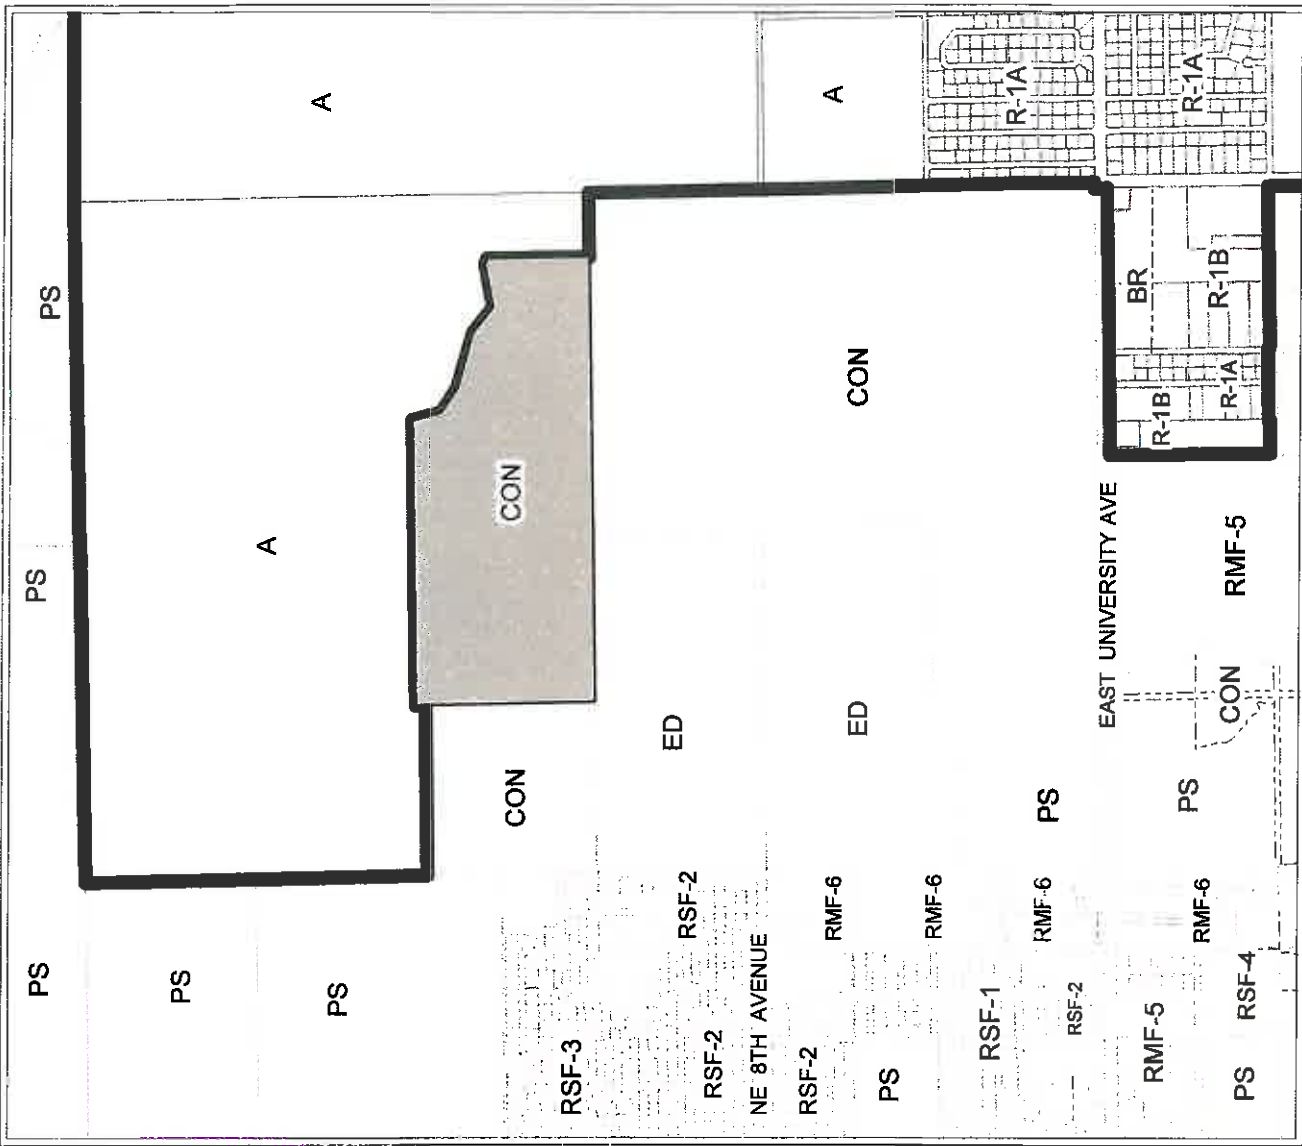 PS
PS
PS
PS
A
A
PS
CON
CON
RSF-3
ED
RSF-2
RSF-2
NE 8TH AVENUE
RSF-2
RMF-6
A
ED
CON
PS
RMF-6
RSF-1
R-1A
RMF-6
PS
RSF-2
EAST UNIVERSITY AVE
BR
RMF-5
R-1B
PS
R-1A
RMF-6
R-1B
CON
R-1A
RMF-5
PS
RSF-4